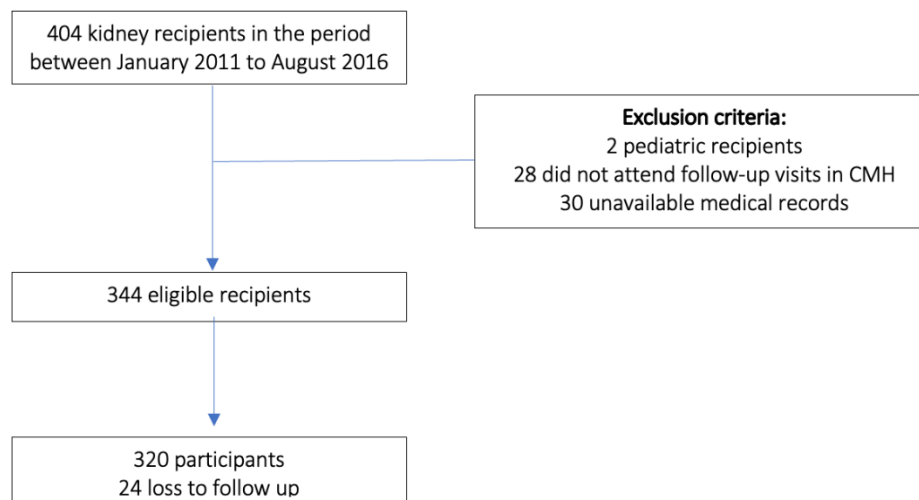 404 kidney recipients in the period
between January 2011 to August 2016
Exclusion criteria:
2 pediatric recipients
28 did not attend follow-up visits in CMH
30 unavailable medical records
344 eligible recipients
320 participants
24 loss to follow up